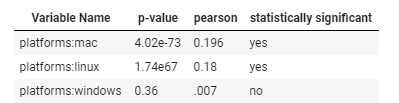 Variable Name p-value pearson statistically significant
platforms:mac 4.02e-73 0.196 yes
platforms:linux 1.74e67 0.18 yes
platforms:windows 0.36 .007 no